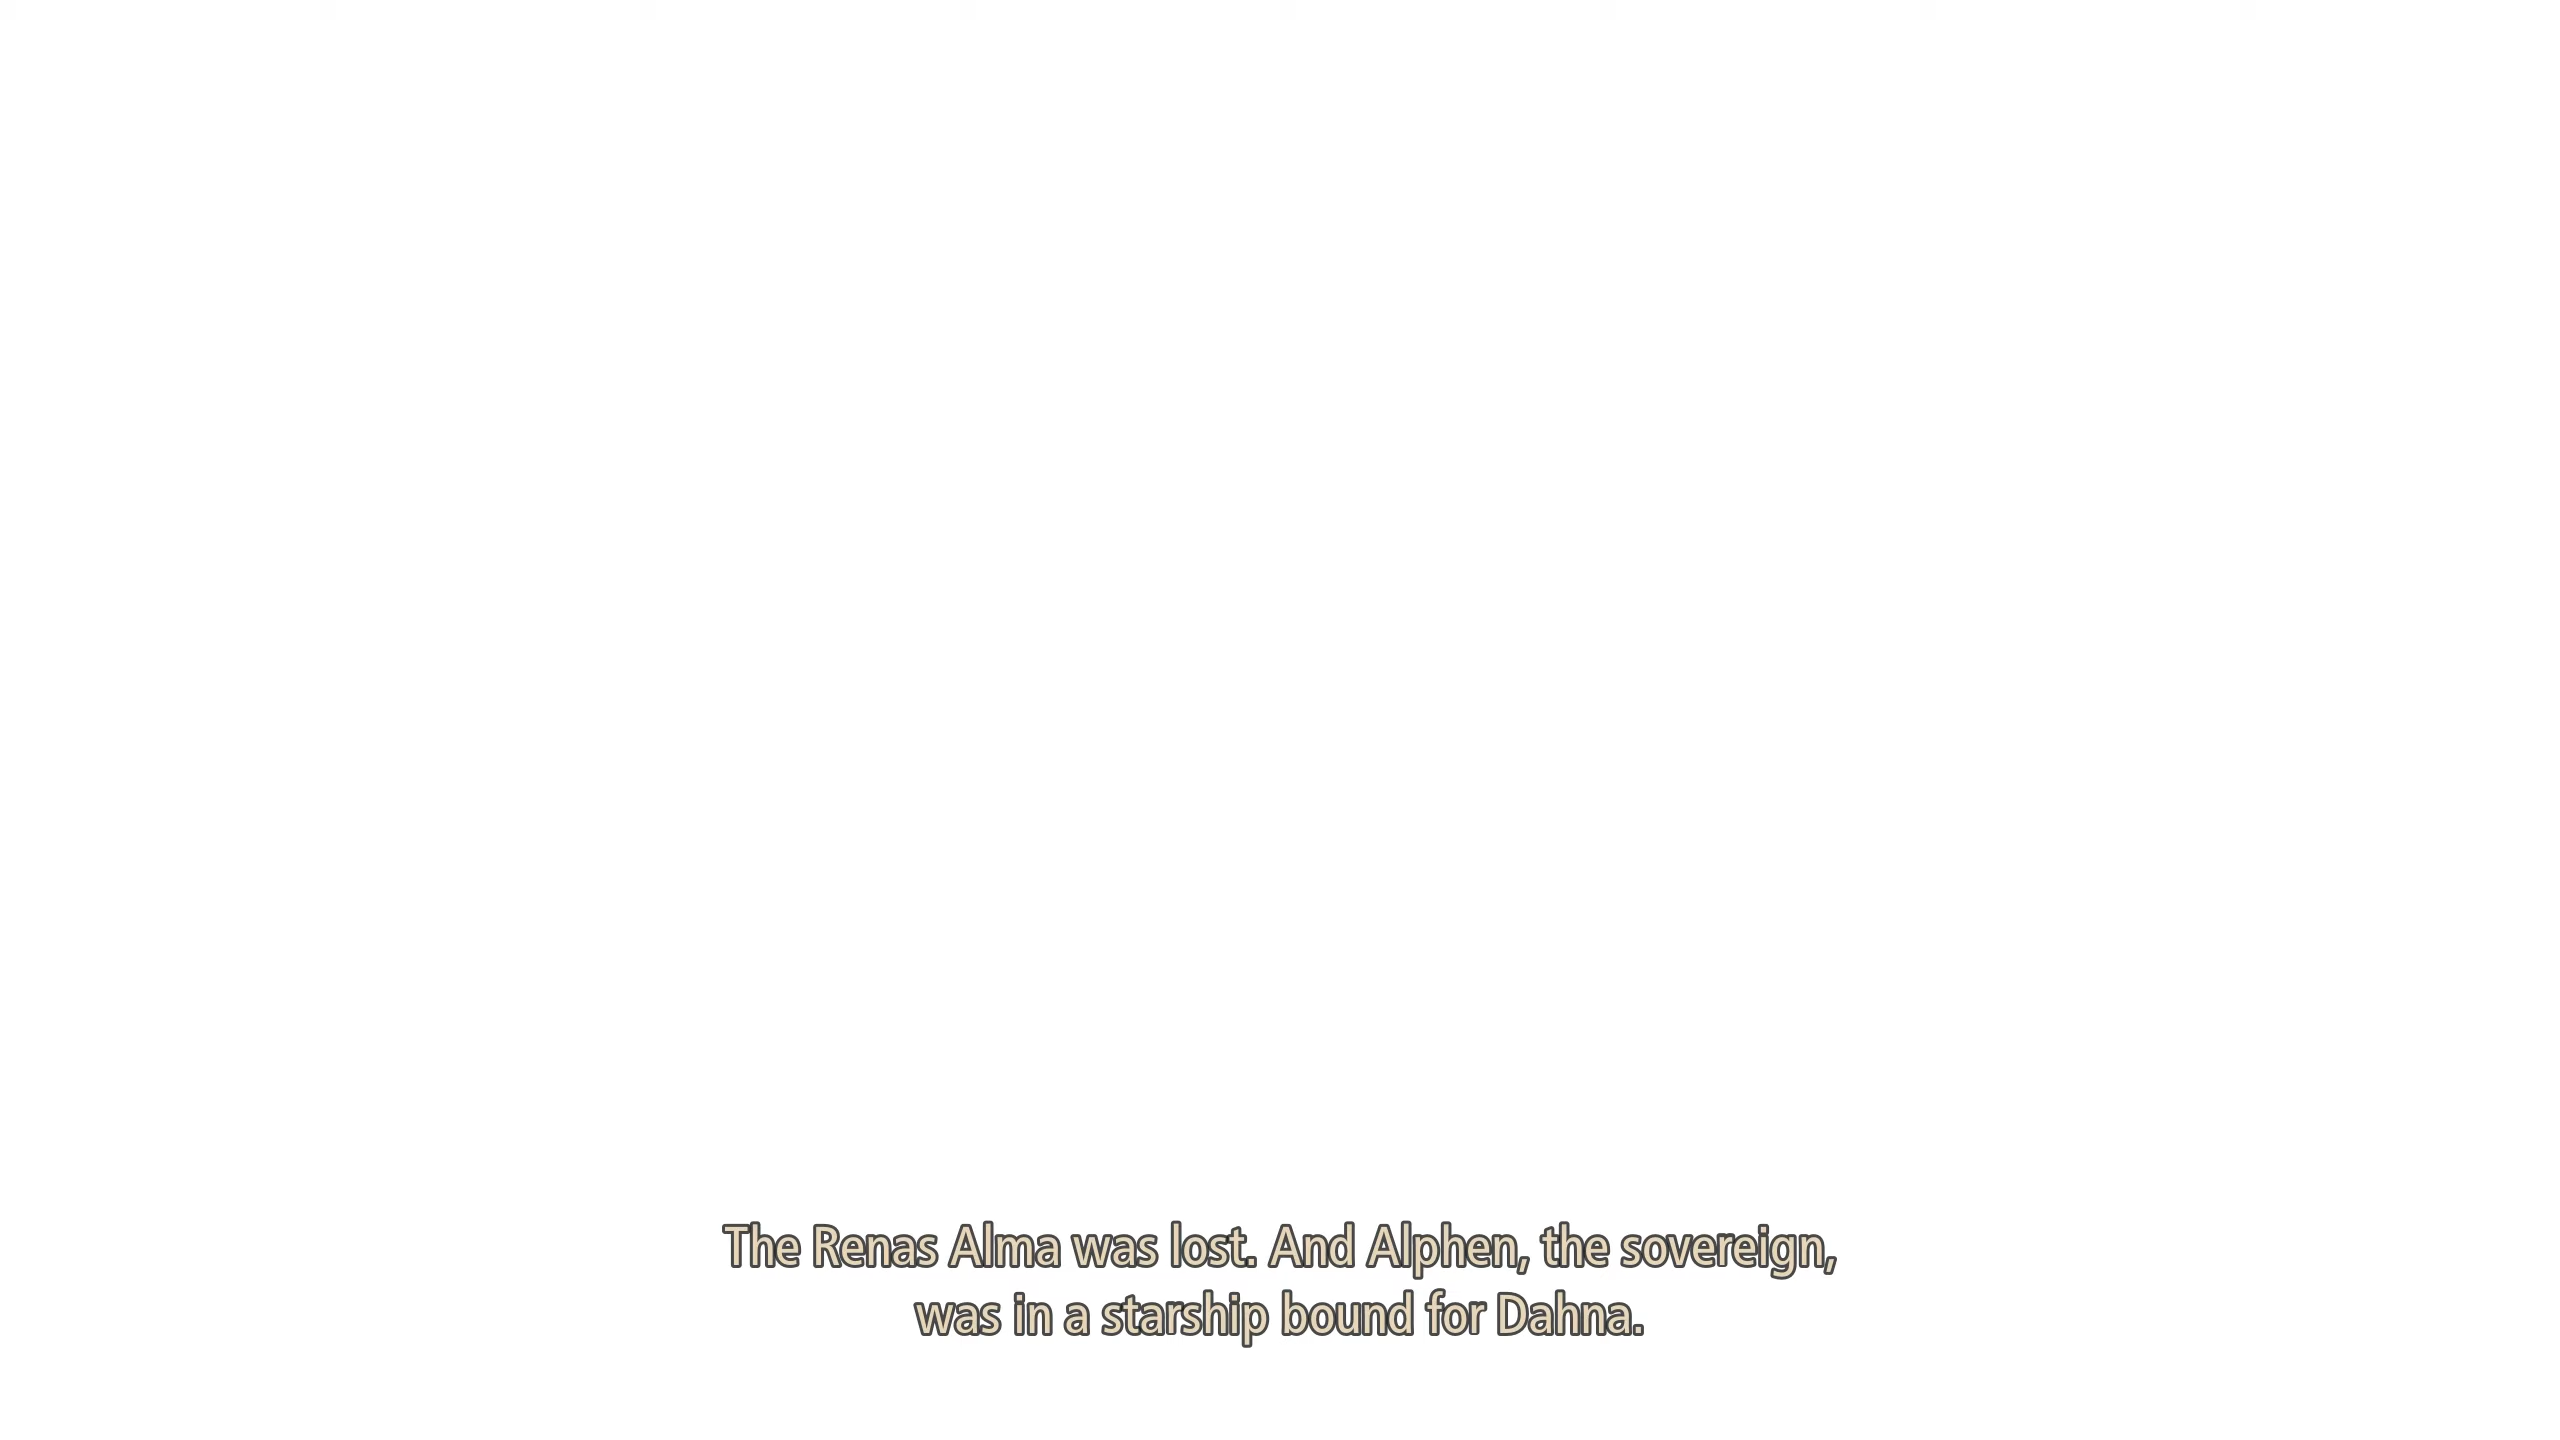 The Renas Alma was lost. And Alphen, the sovereign,
was in a starship bound for Dahna.